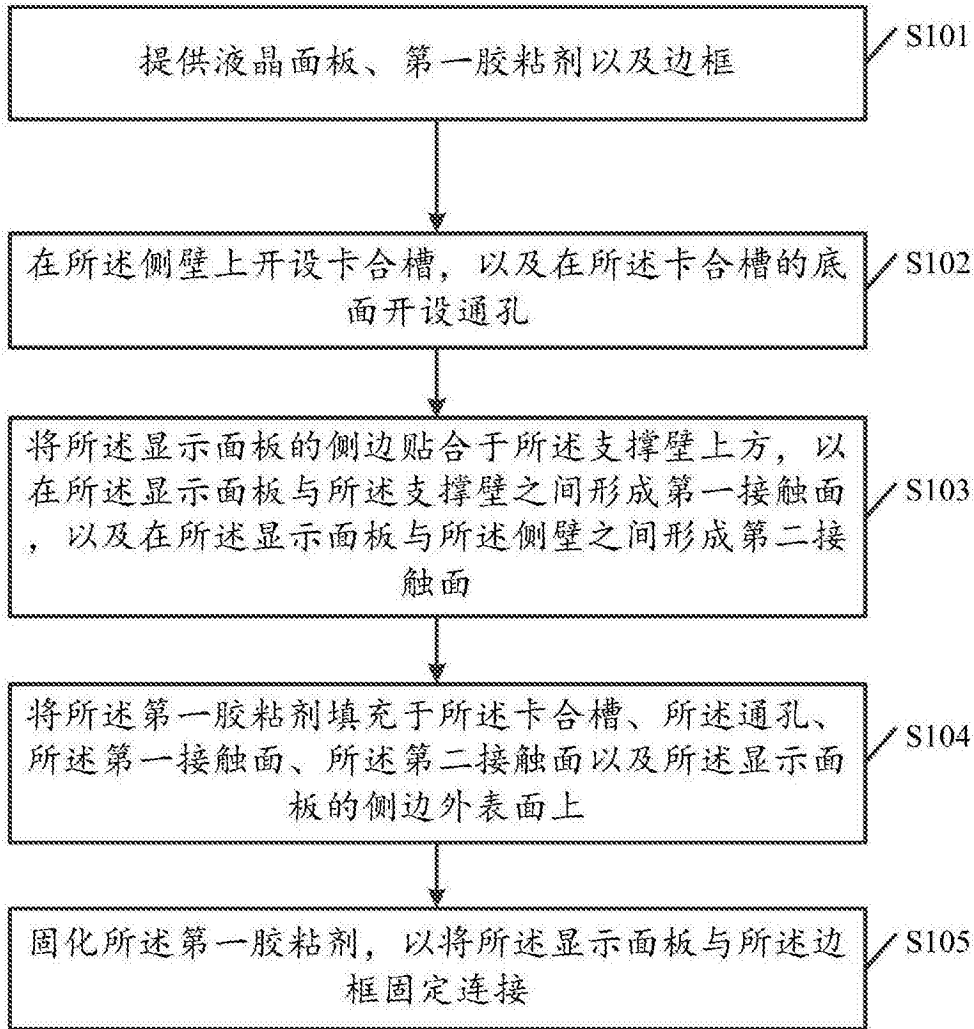 提供液晶面板、第一胶粘剂以及边框
S101
在所述侧壁上开设卡合槽，以及在所述卡合槽的底
面开设通孔
S102
将所述显示面板的侧边贴合于所述支撑壁上方，以
在所述显示面板与所述支撑壁之间形成第一接触面
，以及在所述显示面板与所述侧壁之间形成第二接
触面
S103
将所述第一胶粘剂填充于所述卡合槽、所述通孔、
所述第一接触面、所述第二接触面以及所述显示面
板的侧边外表面上
S104
固化所述第一胶粘剂，以将所述显示面板与所述边
框固定连接
S105